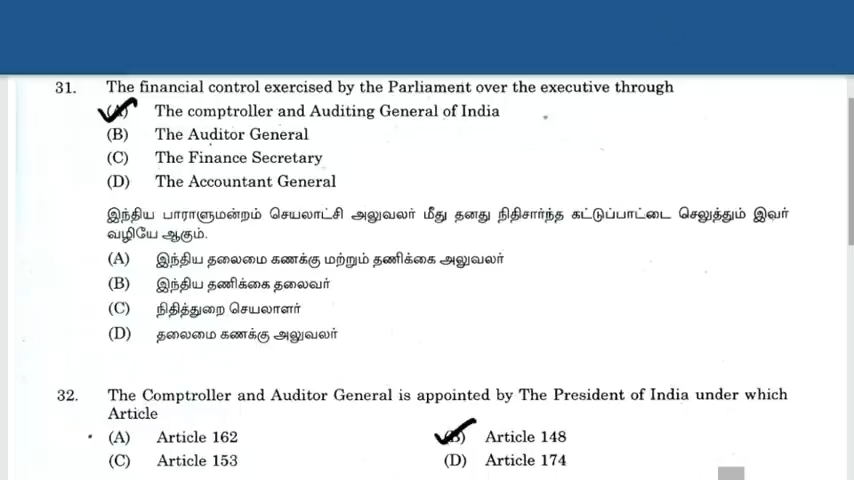 31. The financial control exercised by the Parliament over the executive through
(A) The comptroller and Auditing General of India
(B) The Auditor General
(C) The Finance Secretary
(D) The Accountant General
இந்திய பாராளுமன்றம் செயலாட்சி அலுவலர் மீது தனது நிதிசார்ந்த கட்டுப்பாட்டை செலுத்தும் இவர்
வழியே ஆகும்.
(A) இந்திய தலைமை கணக்கு மற்றும் தணிக்கை அலுவலர்
(B) இந்திய தணிக்கை தலைவர்
(C) நிதித்துறை செயலாளர்
(D) தலைமை கணக்கு அலுவலர்
32. The Comptroller and Auditor General is appointed by The President of India under which
Article
(A) Article 162 (B) Article 148
(C) Article 153 (D) Article 174